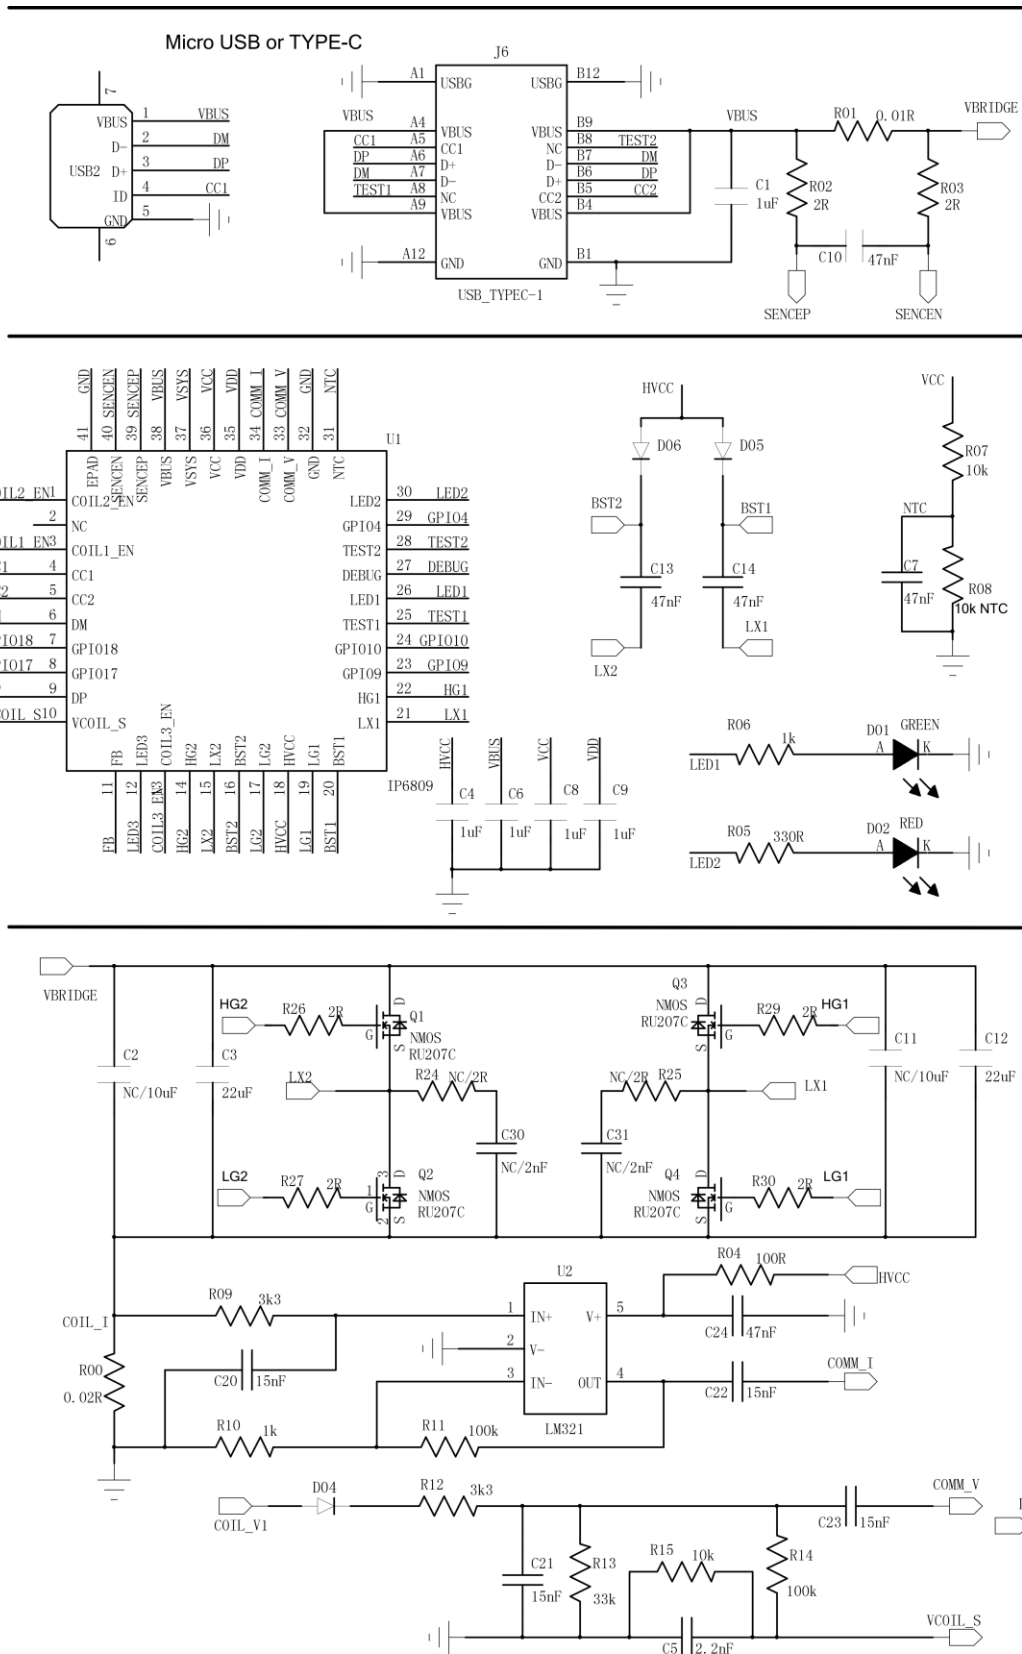 Micro USB or TYPE-C
J6
A1 USBG USBG B12
7
VBUS 1 VBUS
D- 2 DM
USB2 D+ 3 DP
ID 4 CC1
GND 5
6
VBUS A4 VBUS VBUS B9 VBUS
CC1 A5 CC1 NC B8 TEST2
DP A6 D+ D- B7 DM
DM A7 D- D+ B6 DP
TEST1 A8 NC CC2 B5 CC2
A9 VBUS VBUS B4
A12 GND GND B1
USB_TYPEC-1
R01 0.01R VBRIDGE
C1 1uF
R02 2R
R03 2R
C10 47nF
SENCEP SENCEN
GND SENCEN SENCEP VBUS VSYS VCC VDD COMM_I COMM_V GND NTC
41 40 39 38 37 36 35 34 33 32 31
EPAD SENCEN SENCEP VBUS VSYS VCC VDD COMM_I COMM_V GND NTC
U1
OIL2_EN 1 COIL2_EN LED2 30 LED2
2 NC GPIO4 29 GPIO4
OIL1_EN 3 COIL1_EN TEST2 28 TEST2
C1 4 CC1 DEBUG 27 DEBUG
C2 5 CC2 LED1 26 LED1
6 DM TEST1 25 TEST1
PIO18 7 GPIO18 GPIO10 24 GPIO10
PIO17 8 GPIO17 GPIO9 23 GPIO9
9 DP HG1 22 HG1
COIL_S 10 VCOIL_S LX1 21 LX1
FB LED3 COIL3_EN HG2 LX2 BST2 LG2 HVCC LG1 BST1
11 12 13 14 15 16 17 18 19 20
FB LED3 COIL3_EN HG2 LX2 BST2 LG2 HVCC LG1 BST1
IP6809
HVCC VBUS VCC VDD
C4 C6 C8 C9
1uF 1uF 1uF 1uF
HVCC
D06 D05
BST2 BST1
C13 C14
47nF 47nF
LX1
LX2
VCC
R07
10k
NTC
C7
47nF
R08
10k NTC
R06 1k D01 GREEN
LED1 A K
R05 330R D02 RED
LED2 A K
VBRIDGE
HG2 R26 2R D Q1
G S NMOS
RU207C
Q3 D
NMOS
RU207C G S
R29 2R HG1
C2 NC/10uF
C3 22uF
C11 NC/10uF
C12 22uF
LX2 R24 NC/2R
NC/2R R25 LX1
C30 NC/2nF
C31 NC/2nF
LG2 R27 2R 1 G 3 D 2 S Q2
NMOS
RU207C
Q4 D
NMOS
RU207C G S
R30 2R LG1
COIL_I
R09 3k3
C20 15nF
R00
0.02R
R10 1k
R11 100k
U2
1 IN+ V+ 5
2 V-
3 IN- OUT 4
LM321
R04 100R HVCC
C24 47nF
COMM_I
C22 15nF
COIL_V1 D04 R12 3k3
C23 15nF COMM_V
C21 15nF
R13 33k
R15 10k
R14 100k
C5 2.2nF
VCOIL_S